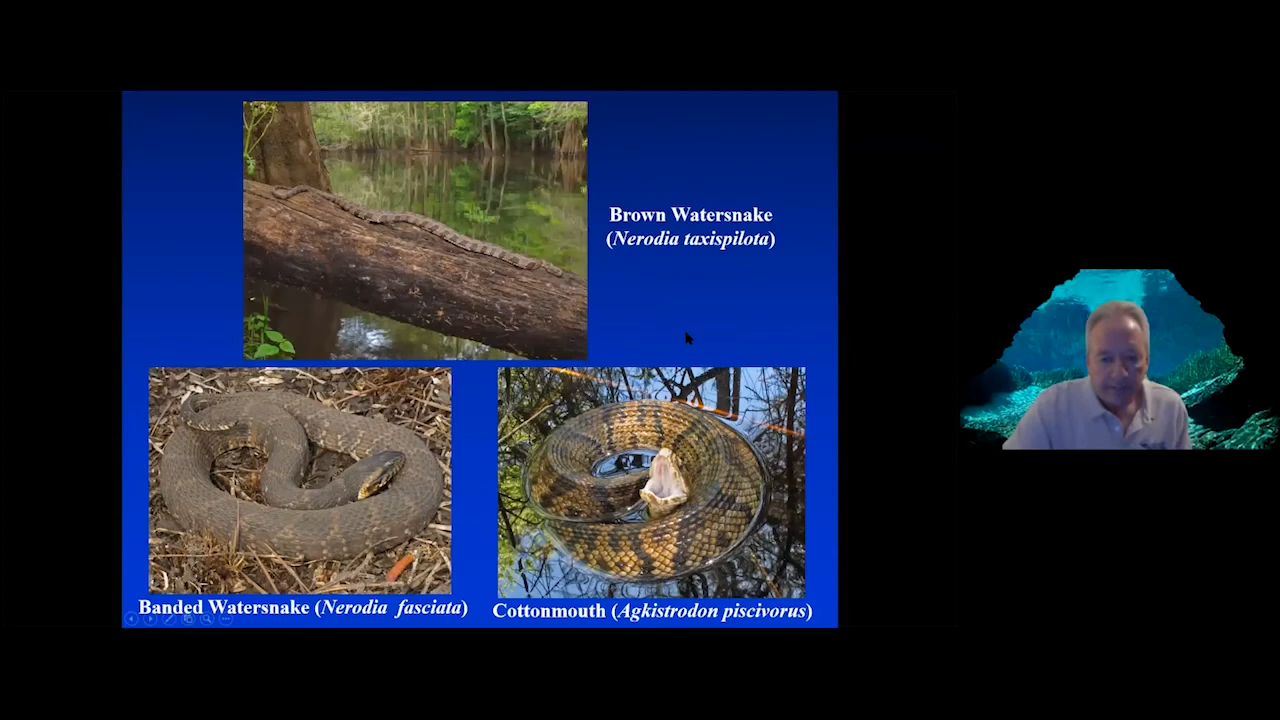 Brown Watersnake
(Nerodia taxispilota)
Banded Watersnake (Nerodia fasciata)
Cottonmouth (Agkistrodon piscivorus)